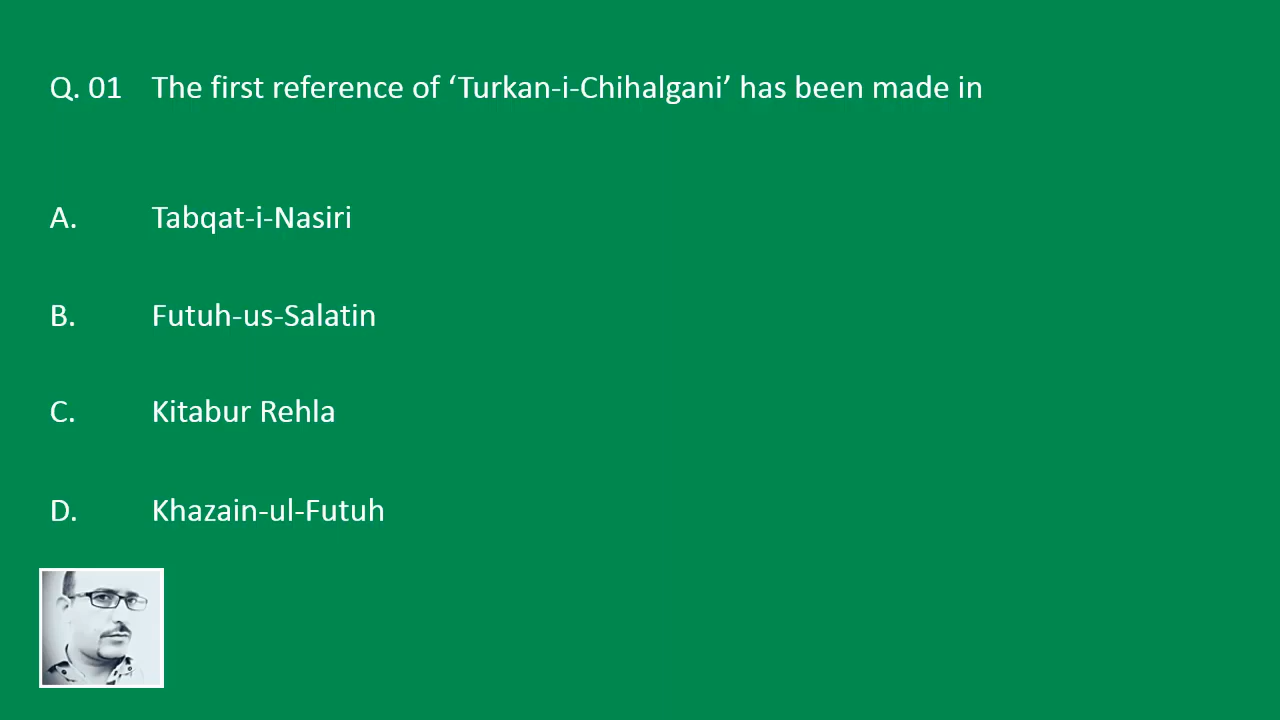 Q. 01 The first reference of ‘Turkan-i-Chihalgani’ has been made in
A. Tabqat-i-Nasiri
B. Futuh-us-Salatin
C. Kitabur Rehla
D. Khazain-ul-Futuh